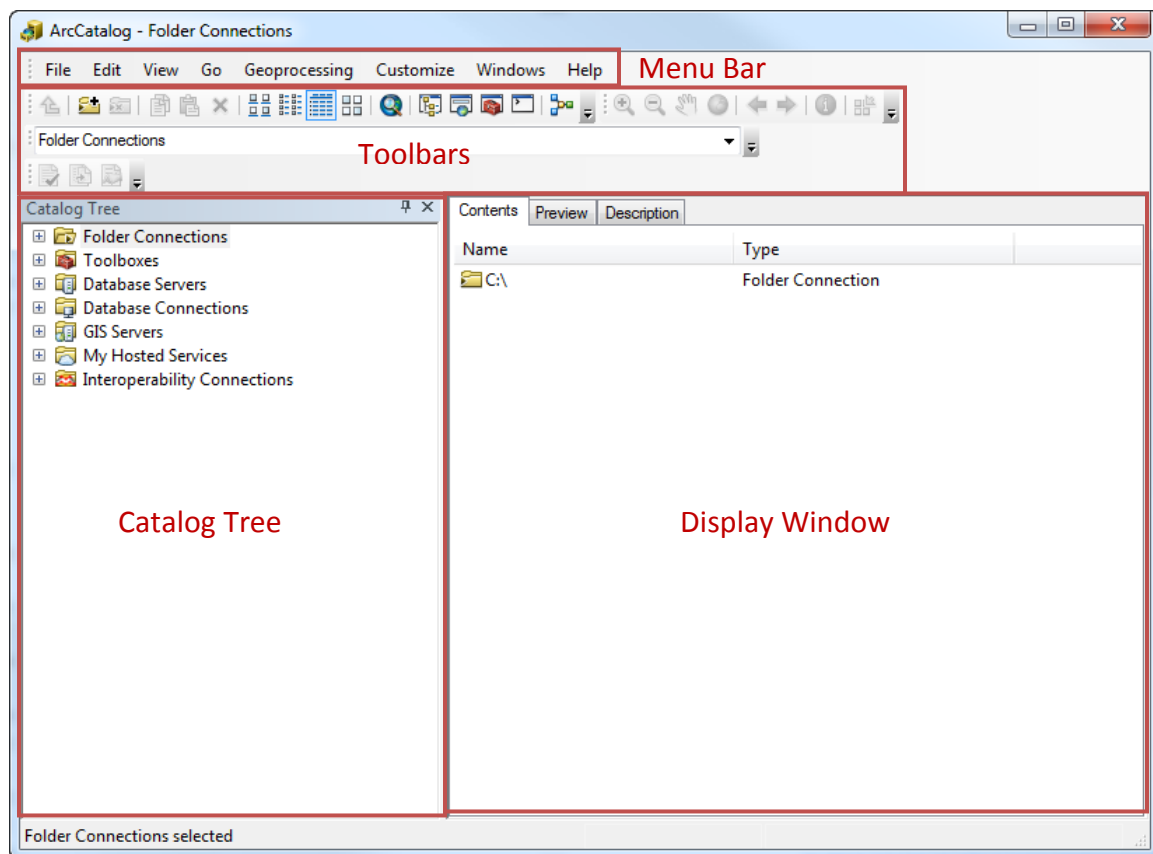 ArcCatalog - Folder Connections
File Edit View Go Geoprocessing Customize Windows Help
Menu Bar
Folder Connections
Toolbars
Catalog Tree
Folder Connections
Toolboxes
Database Servers
Database Connections
GIS Servers
My Hosted Services
Interoperability Connections
Catalog Tree
Contents Preview Description
Name Type
C:\ Folder Connection
Display Window
Folder Connections selected